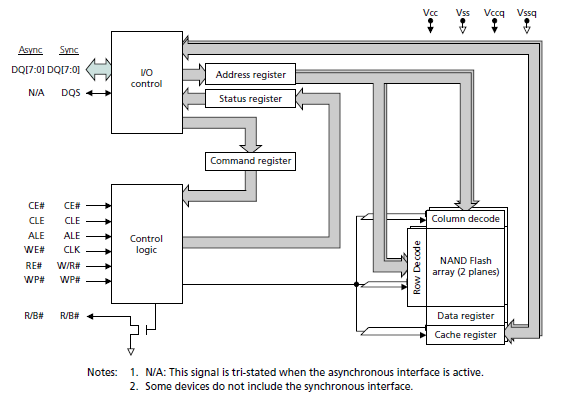 Vcc Vss Vccq Vssq
Async Sync
DQ[7:0] DQ[7:0]
N/A DQS
I/O
control
Address register
Status register
Command register
CE# CE#
CLE CLE
ALE ALE
WE# CLK
RE# W/R#
WP# WP#
R/B# R/B#
Control
logic
Column decode
Row Decode
NAND Flash
array (2 planes)
Data register
Cache register
Notes: 1. N/A: This signal is tri-stated when the asynchronous interface is active.
2. Some devices do not include the synchronous interface.